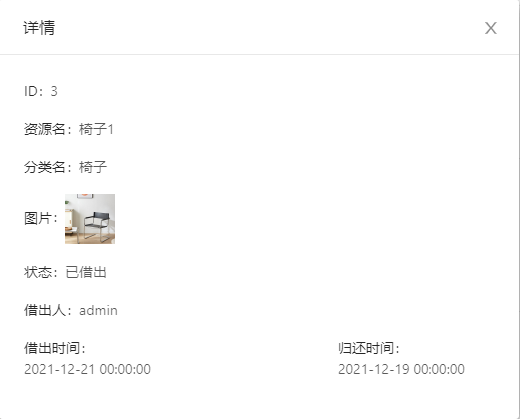 详情
ID：3
资源名：椅子1
分类名：椅子
图片：
状态：已借出
借出人：admin
借出时间：
2021-12-21 00:00:00
归还时间：
2021-12-19 00:00:00